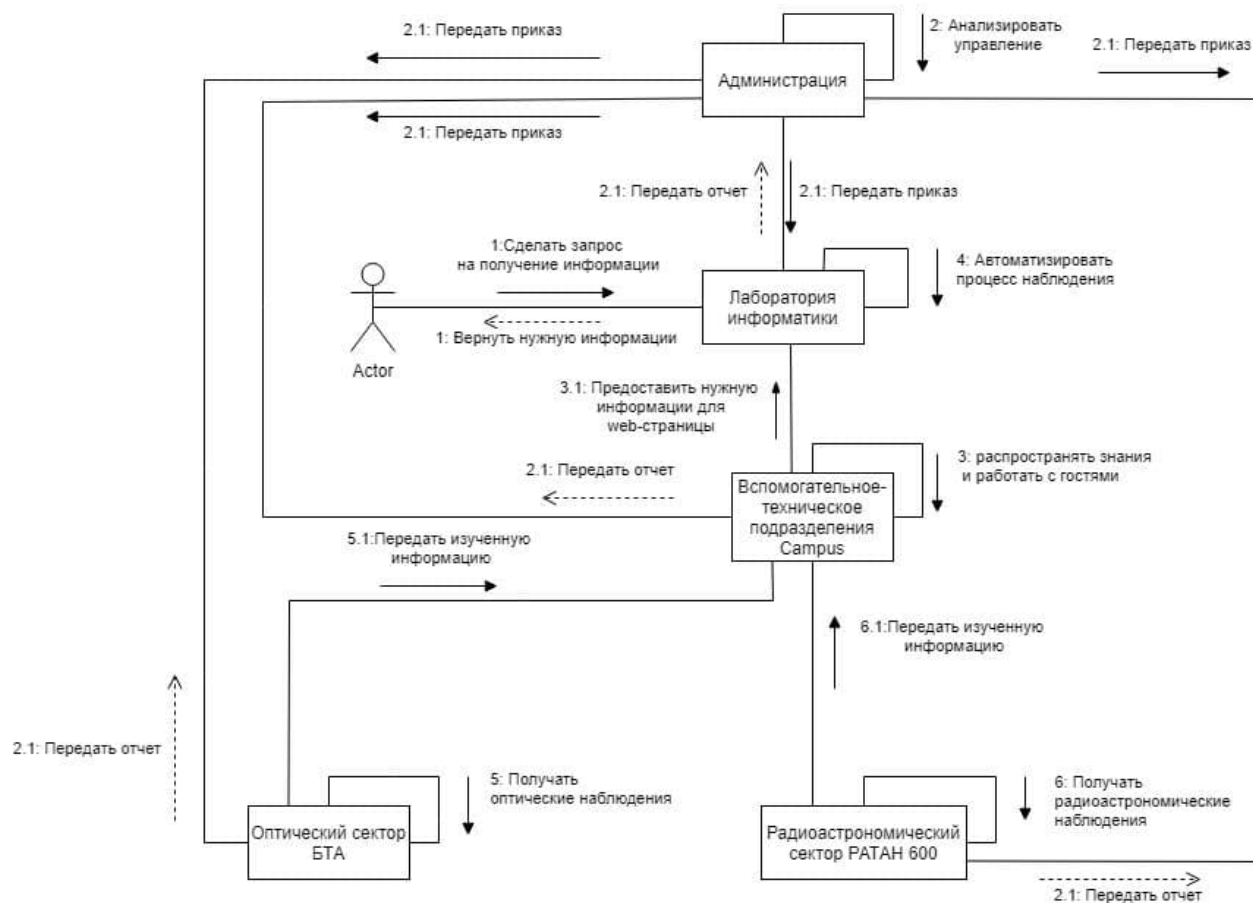 2.1: Передать приказ
2: Анализировать
управление
2.1: Передать приказ
Администрация
2.1: Передать приказ
2.1: Передать отчет
2.1: Передать приказ
1:Сделать запрос
на получение информации
4: Автоматизировать
процесс наблюдения
Лаборатория
информатики
1: Вернуть нужную информации
Actor
3.1: Предоставить нужную
информации для
web-страницы
3: распространять знания
и работать с гостями
2.1: Передать отчет
Вспомогательное-
техническое
подразделения
Campus
5.1:Передать изученную
информацию
6.1:Передать изученную
информацию
2.1: Передать отчет
5: Получать
оптические наблюдения
6: Получать
радиоастрономические
наблюдения
Оптический сектор
БТА
Радиоастрономический
сектор РАТАН 600
2.1: Передать отчет